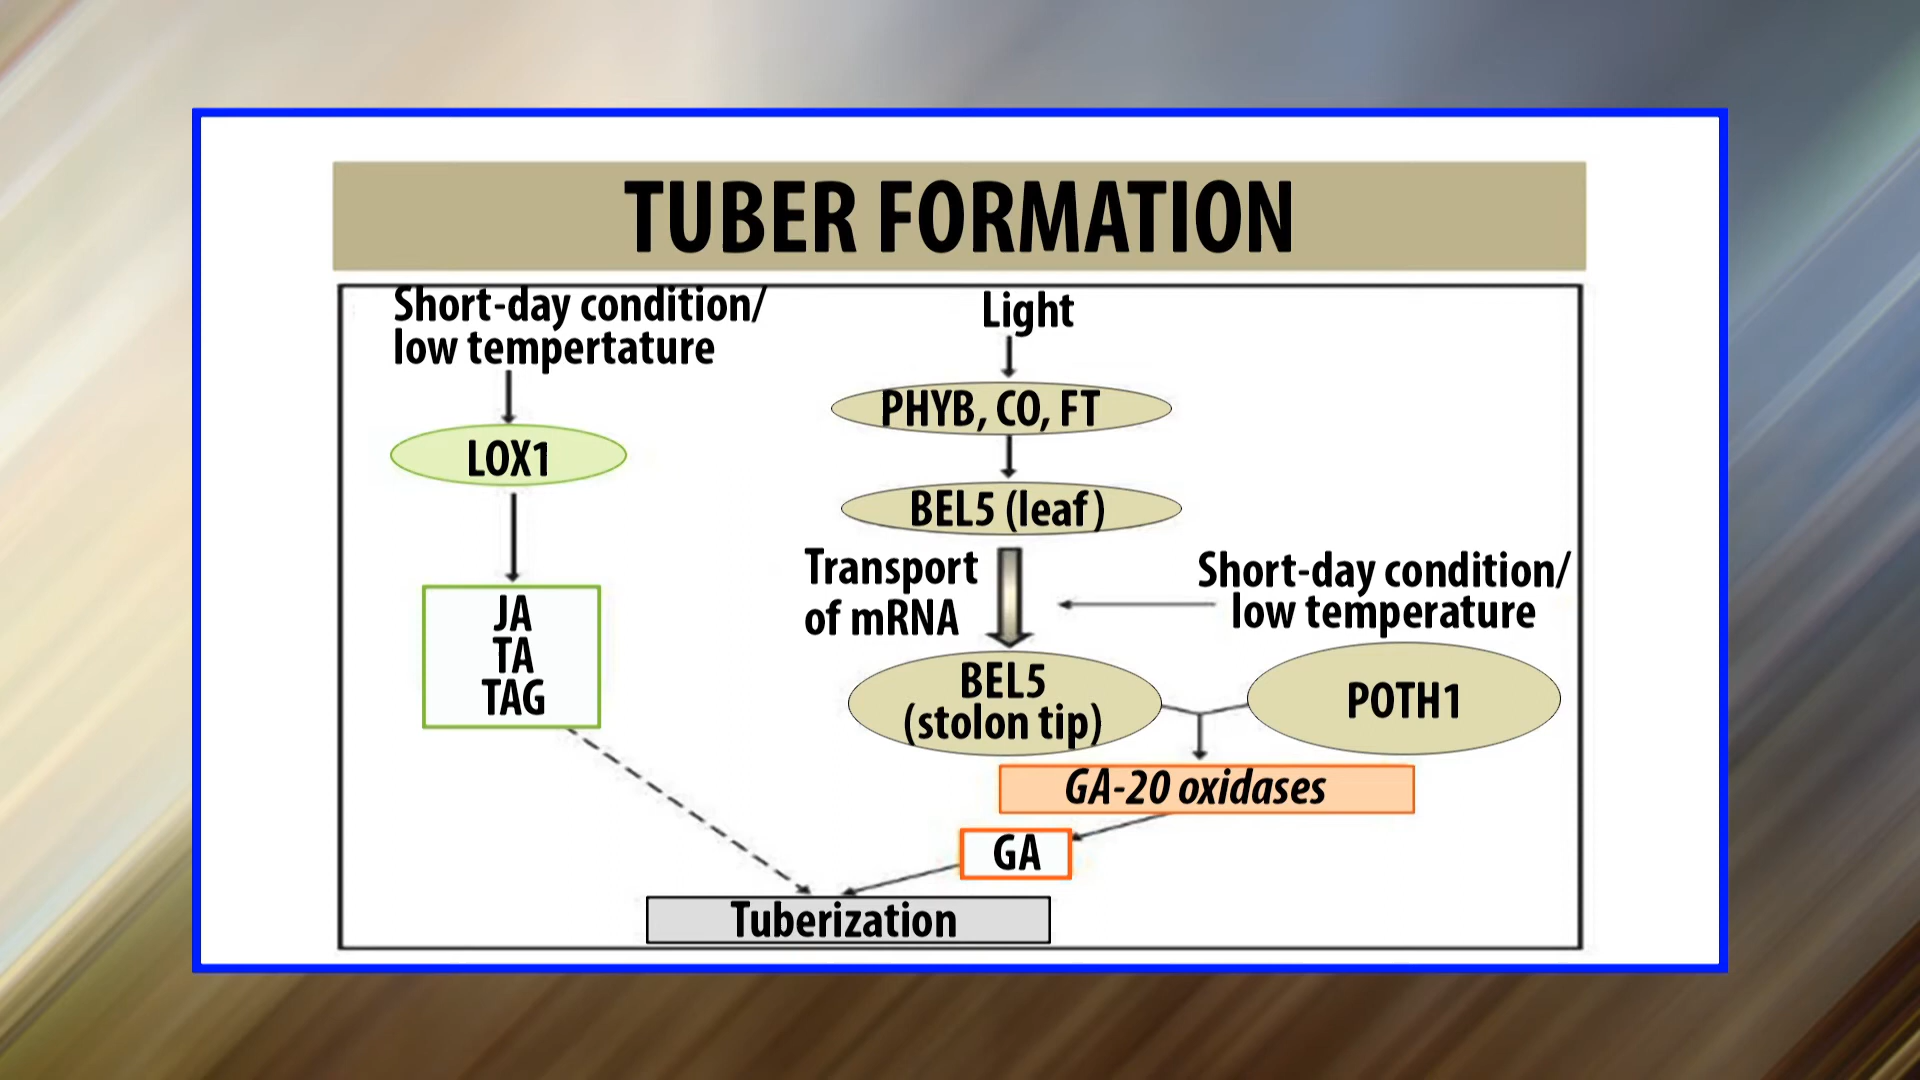 TUBER FORMATION
Short-day condition/
low tempertature
LOX1
JA
TA
TAG
Light
PHYB, CO, FT
BEL5 (leaf)
Transport
of mRNA
Short-day condition/
low temperature
BEL5
(stolon tip)
POTH1
GA-20 oxidases
GA
Tuberization